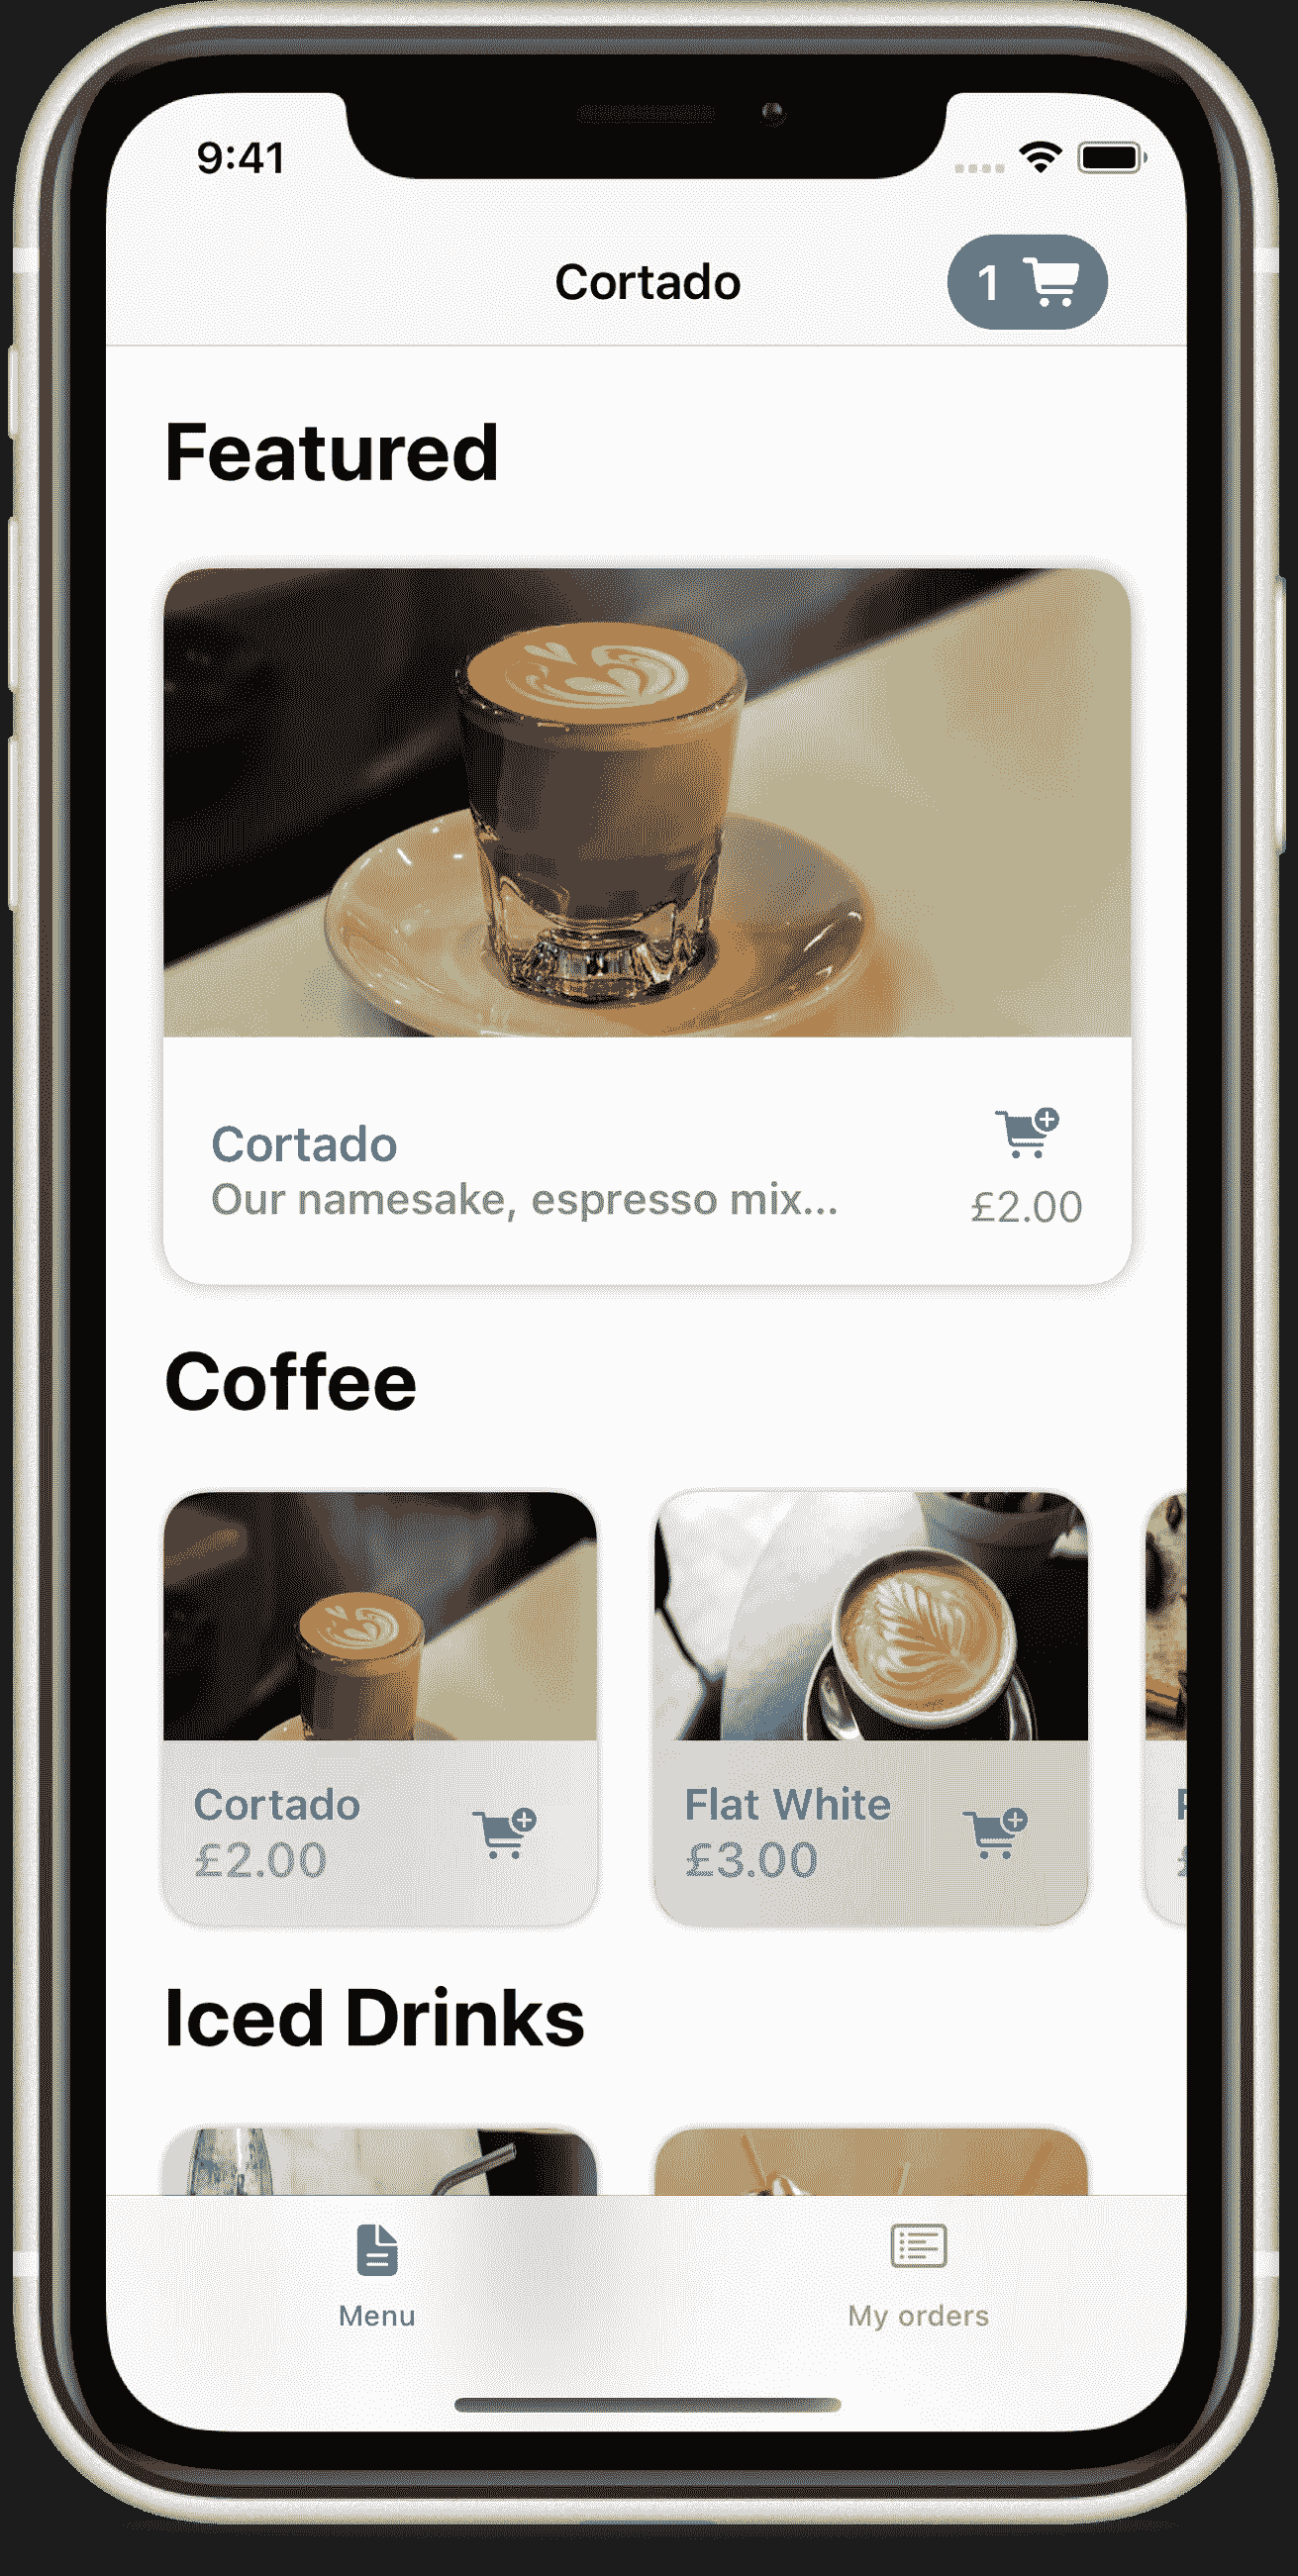 9:41
Cortado
1
Featured
Cortado
Our namesake, espresso mix...
£2.00
Coffee
Cortado
£2.00
Flat White
£3.00
Iced Drinks
Menu
My orders